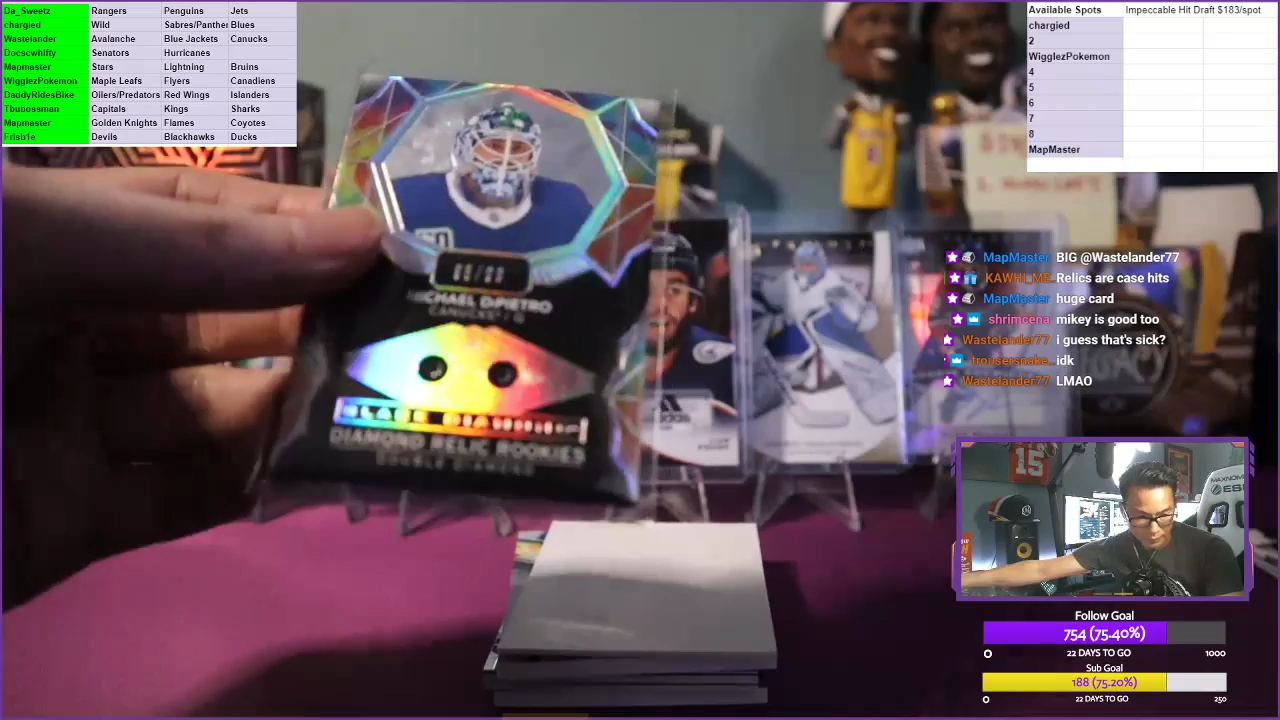 Da_Sweetz Rangers Penguins Jets
chargied Wild Sabres/Panther Blues
Wastelander Avalanche Blue Jackets Canucks
Docscwhifty Senators Hurricanes
Mapmaster Stars Lightning Bruins
WigglezPokemon Maple Leafs Flyers Canadiens
DaddyRidesBike Oilers/Predators Red Wings Islanders
Tbubossman Capitals Kings Sharks
Mapmaster Golden Knights Flames Coyotes
Frisb1e Devils Blackhawks Ducks
Available Spots Impeccable Hit Draft $183/spot
chargied
2
WigglezPokemon
4
5
6
7
8
MapMaster
MICHAEL DIPIETRO
CANUCKS / G
BLACK DIAMOND
DIAMOND RELIC ROOKIES
DOUBLE DIAMOND
MapMaster BIG @Wastelander77
KAWHI_ME Relics are case hits
MapMaster huge card
shrimcena mikey is good too
Wastelander77 i guess that's sick?
trousersnake_ idk
Wastelander77 LMAO
15
MAXNOMIC
Follow Goal
754 (75.40%)
0 22 DAYS TO GO 1000
Sub Goal
188 (75.20%)
0 22 DAYS TO GO 250